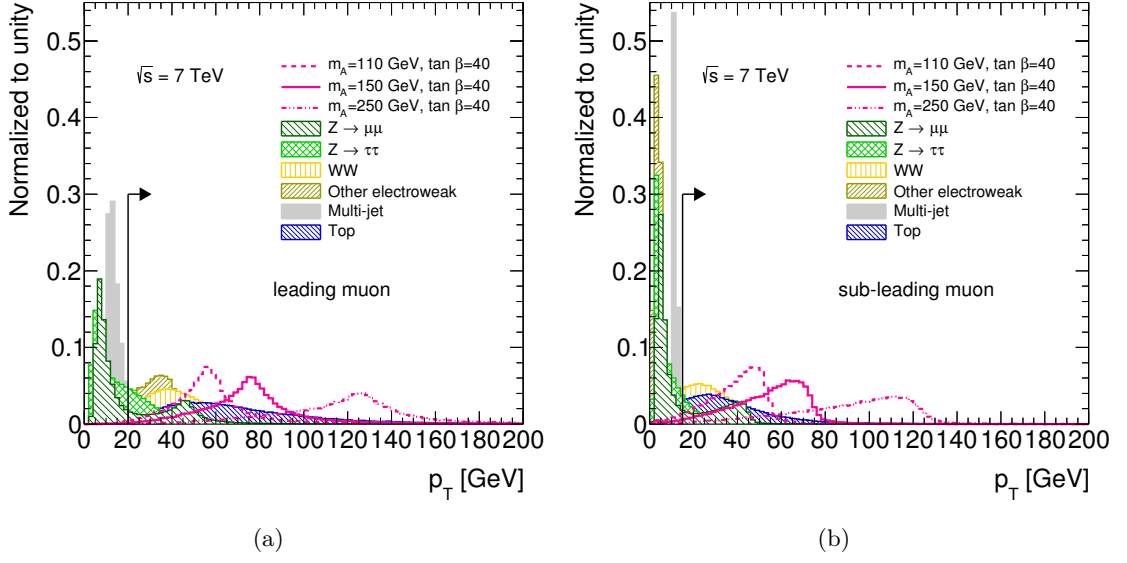 Normalized to unity
0.5
0.4
0.3
0.2
0.1
0
√s = 7 TeV
m_A=110 GeV, tan β=40
m_A=150 GeV, tan β=40
m_A=250 GeV, tan β=40
Z → μμ
Z → ττ
WW
Other electroweak
Multi-jet
Top
leading muon
0 20 40 60 80 100 120 140 160 180 200
p_T [GeV]
(a)
Normalized to unity
0.5
0.4
0.3
0.2
0.1
0
√s = 7 TeV
m_A=110 GeV, tan β=40
m_A=150 GeV, tan β=40
m_A=250 GeV, tan β=40
Z → μμ
Z → ττ
WW
Other electroweak
Multi-jet
Top
sub-leading muon
0 20 40 60 80 100 120 140 160 180 200
p_T [GeV]
(b)